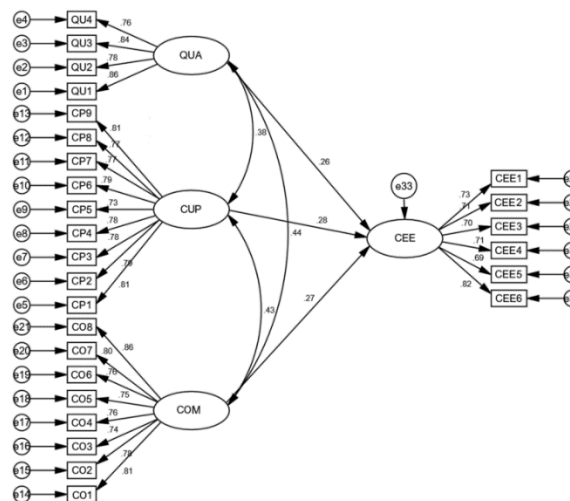 e4 QU4 .76
e3 QU3 .84
e2 QU2 .78
e1 QU1 .86
QUA
e13 CP9 .81
e12 CP8 .77
e11 CP7 .77
e10 CP6 .79
e9 CP5 .73
e8 CP4 .78
e7 CP3 .78
e6 CP2
e5 CP1 .81
CUP
e21 CO8 .86
e20 CO7 .80
e19 CO6 .76
e18 CO5 .75
e17 CO4 .76
e16 CO3 .74
e15 CO2
e14 CO1 .81
COM
.38
.44
.43
.26
.28
.27
e33
CEE
.73 CEE1
.71 CEE2
.70 CEE3
.71 CEE4
.69 CEE5
.82 CEE6